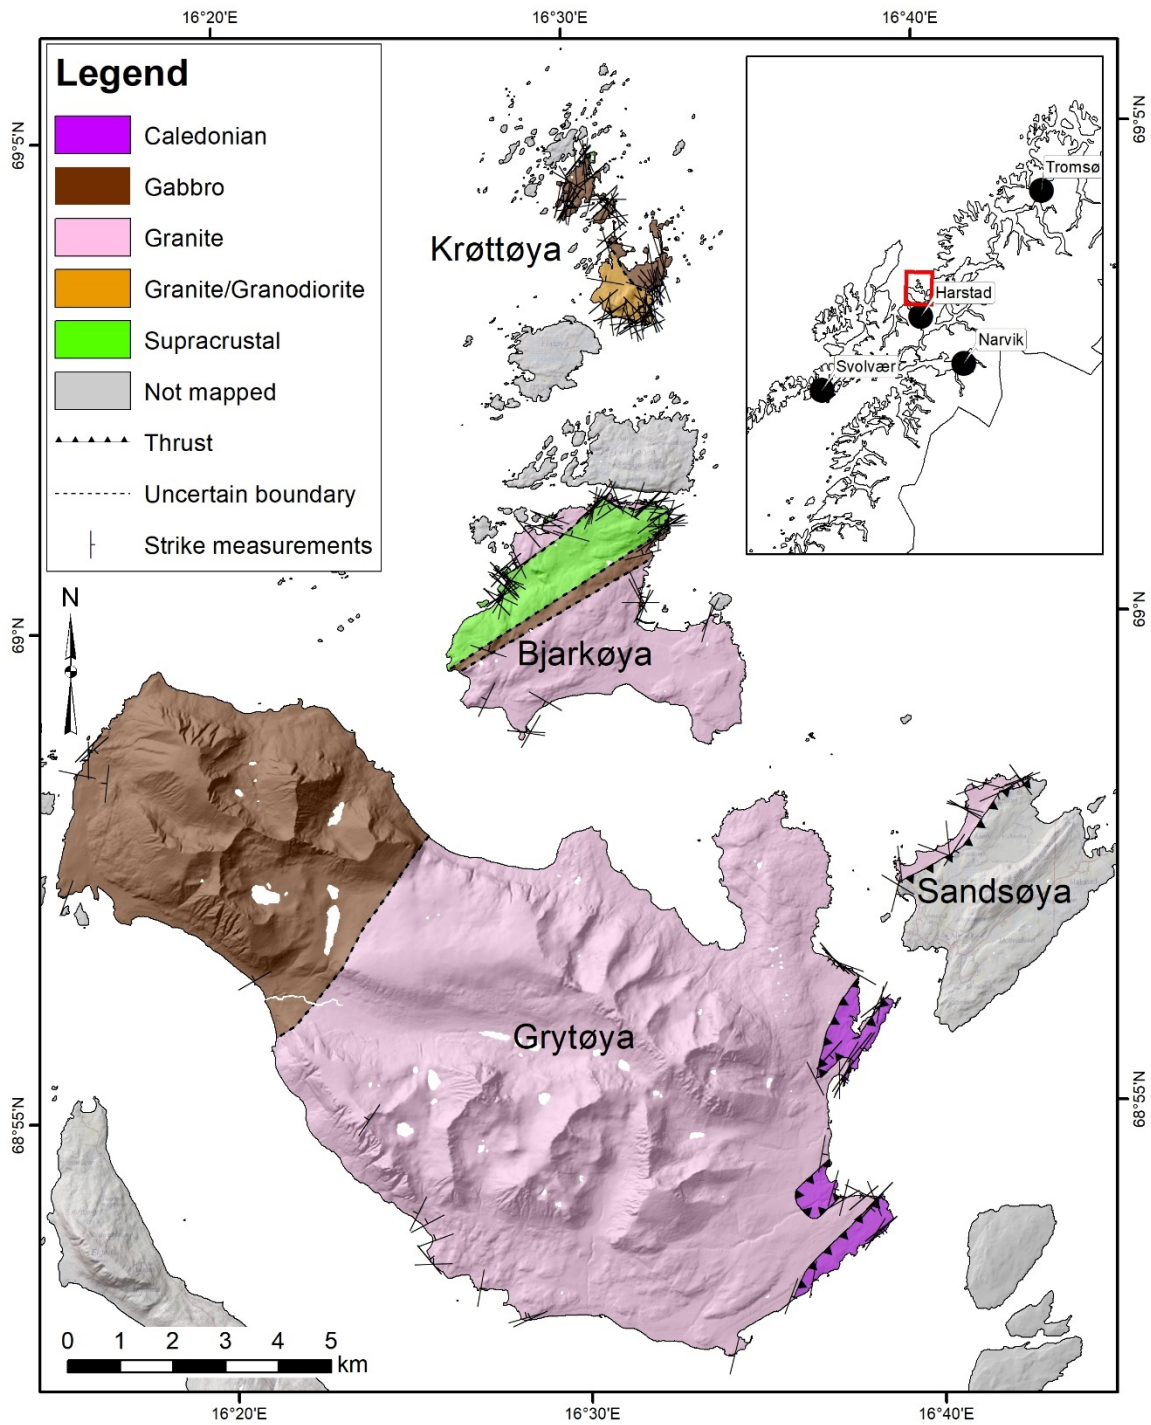 16°20'E
16°30'E
16°40'E
Legend
Caledonian
Gabbro
Granite
Granite/Granodiorite
Supracrustal
Not mapped
Thrust
Uncertain boundary
Strike measurements
69°5'N
69°5'N
Tromsø
Harstad
Narvik
Svolvær
Krøttøya
N
69°N
69°N
Bjarkøya
Sandsøya
Grytøya
68°55'N
68°55'N
0 1 2 3 4 5
km
16°20'E
16°30'E
16°40'E